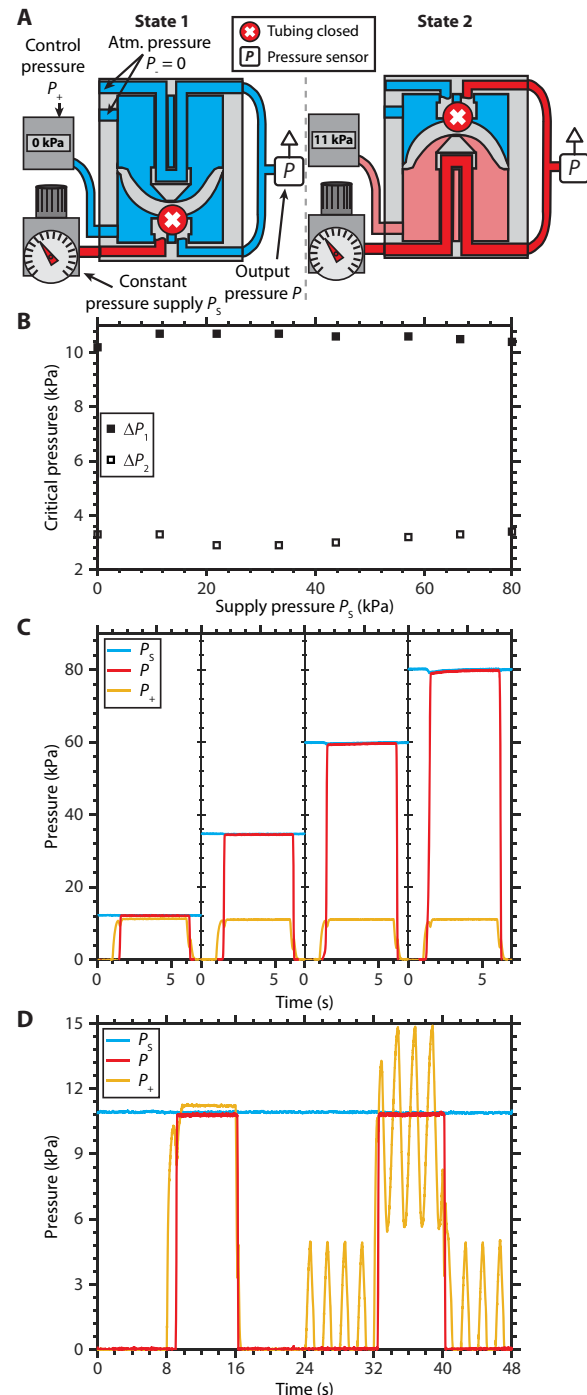 A
State 1
State 2
Tubing closed
P Pressure sensor
Control pressure P+
Atm. pressure P- = 0
0 kPa
11 kPa
P
P
Constant pressure supply PS
Output pressure P
B
Critical pressures (kPa)
10
8
6
4
2
ΔP1
ΔP2
0 20 40 60 80
Supply pressure PS (kPa)
C
Pressure (kPa)
80
60
40
20
0
PS
P
P+
0 5 0 5 0 5 0 5
Time (s)
D
Pressure (kPa)
15
12
9
6
3
0
PS
P
P+
0 8 16 24 32 40 48
Time (s)